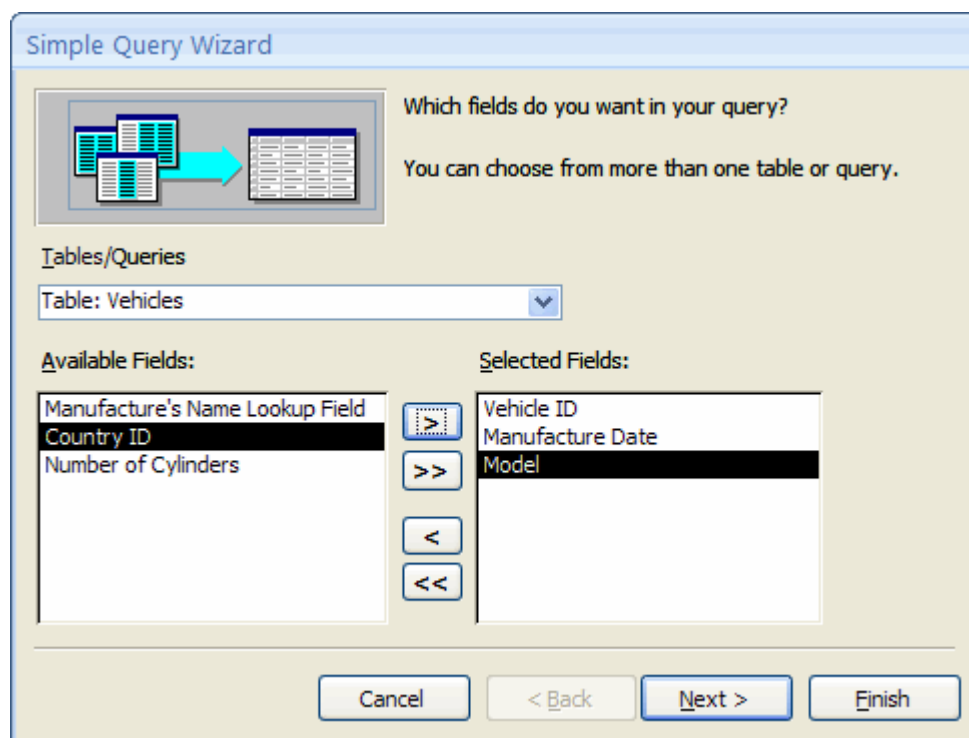 Simple Query Wizard
Which fields do you want in your query?
You can choose from more than one table or query.
Tables/Queries
Table: Vehicles
Available Fields:
Selected Fields:
Manufacture's Name Lookup Field
Country ID
Number of Cylinders
>
>>
<
<<
Vehicle ID
Manufacture Date
Model
Cancel
< Back
Next >
Finish